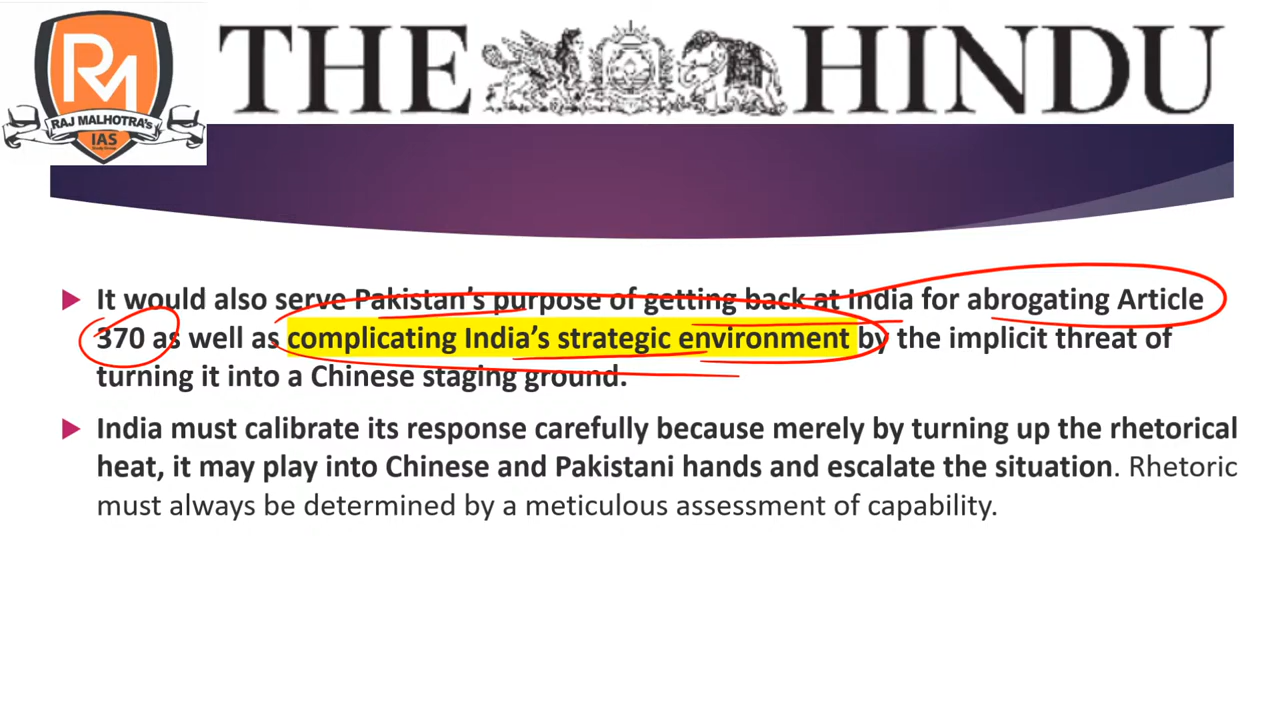 RM
RAJ MALHOTRA'S
IAS
Study Group
THE HINDU
It would also serve Pakistan's purpose of getting back at India for abrogating Article
370 as well as complicating India's strategic environment by the implicit threat of
turning it into a Chinese staging ground.
India must calibrate its response carefully because merely by turning up the rhetorical
heat, it may play into Chinese and Pakistani hands and escalate the situation. Rhetoric
must always be determined by a meticulous assessment of capability.